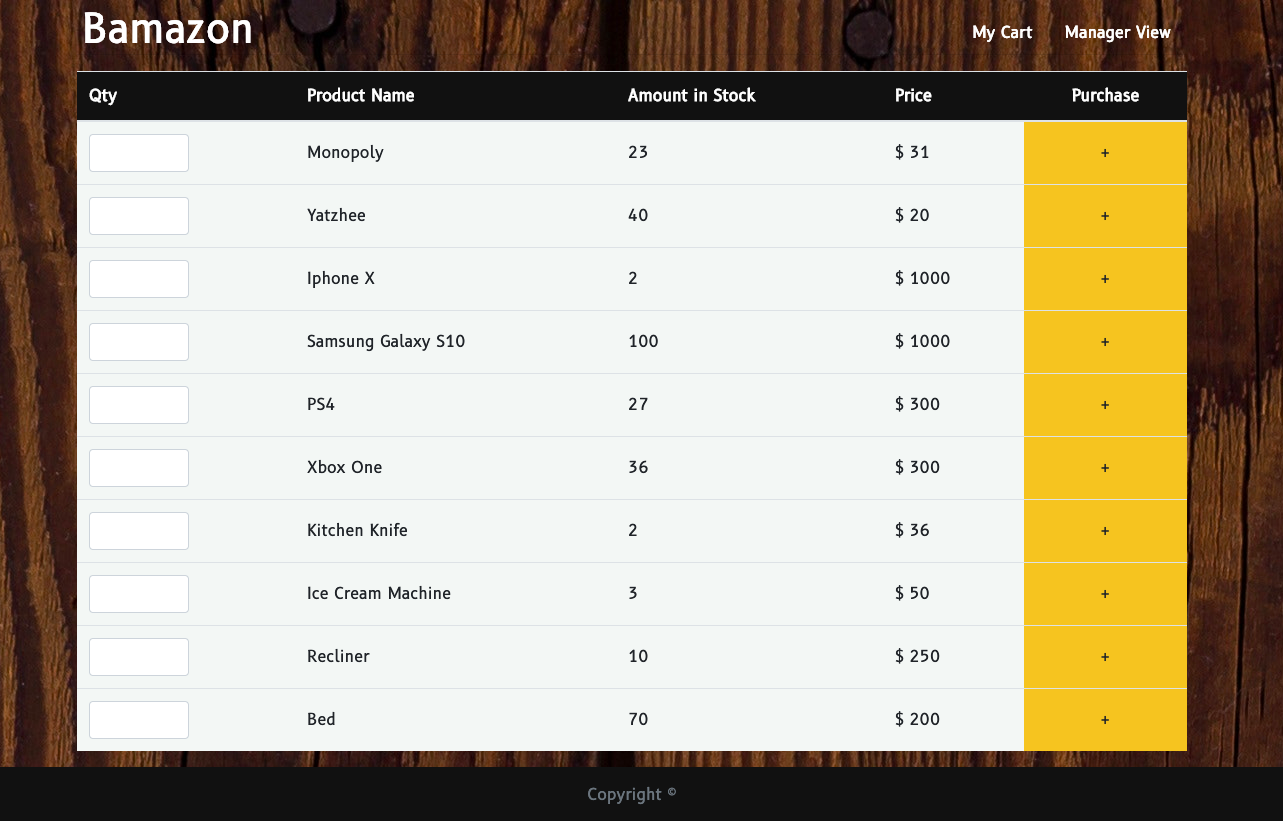 Bamazon
My Cart Manager View
Qty Product Name Amount in Stock Price Purchase
Monopoly 23 $ 31 +
Yatzhee 40 $ 20 +
Iphone X 2 $ 1000 +
Samsung Galaxy S10 100 $ 1000 +
PS4 27 $ 300 +
Xbox One 36 $ 300 +
Kitchen Knife 2 $ 36 +
Ice Cream Machine 3 $ 50 +
Recliner 10 $ 250 +
Bed 70 $ 200 +
Copyright ©